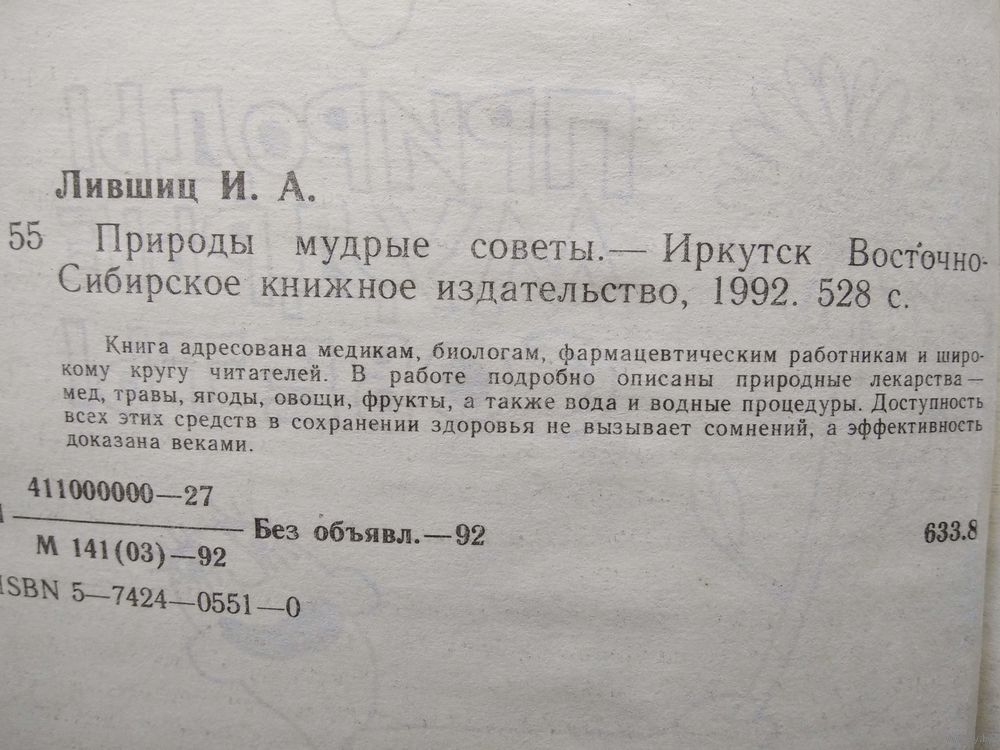 Лившиц И. А.
55 Природы мудрые советы.— Иркутск Восточно-
Сибирское книжное издательство, 1992. 528 с.
Книга адресована медикам, биологам, фармацевтическим работникам и широ-
кому кругу читателей. В работе подробно описаны природные лекарства —
мед, травы, ягоды, овощи, фрукты, а также вода и водные процедуры. Доступность
всех этих средств в сохранении здоровья не вызывает сомнений, а эффективность
доказана веками.
411000000—27
Без объявл.—92 633.8
М 141(03)—92
ISBN 5—7424—0551—0